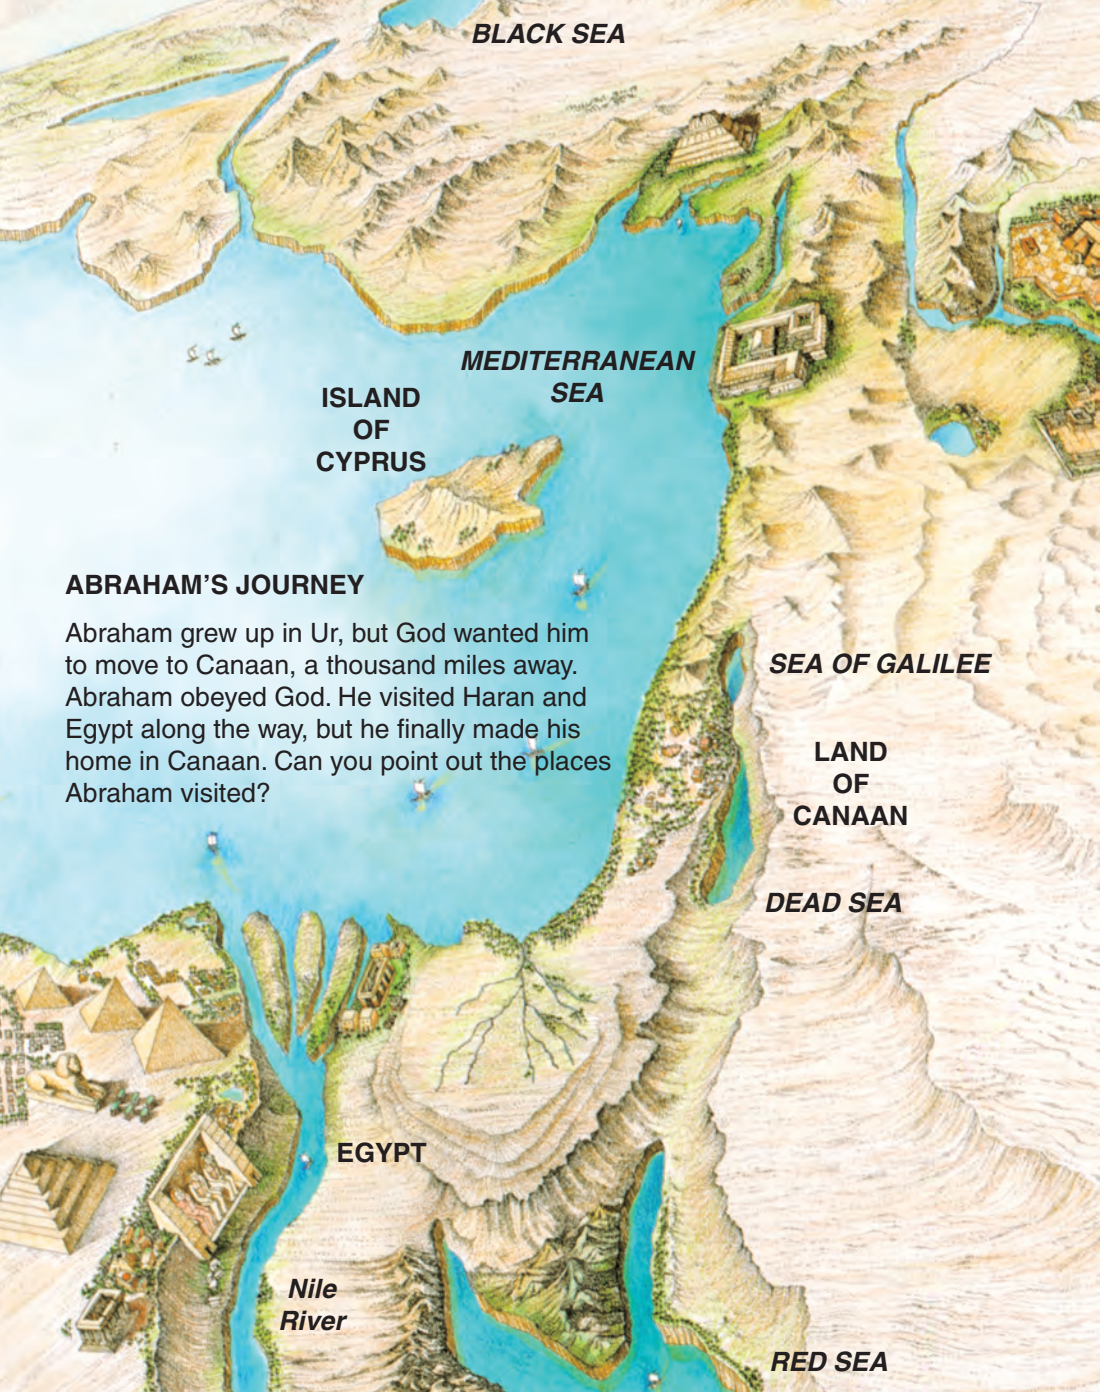 BLACK SEA
MEDITERRANEAN
SEA
ISLAND
OF
CYPRUS
ABRAHAM'S JOURNEY
Abraham grew up in Ur, but God wanted him
to move to Canaan, a thousand miles away.
Abraham obeyed God. He visited Haran and
Egypt along the way, but he finally made his
home in Canaan. Can you point out the places
Abraham visited?
SEA OF GALILEE
LAND
OF
CANAAN
DEAD SEA
EGYPT
Nile
River
RED SEA